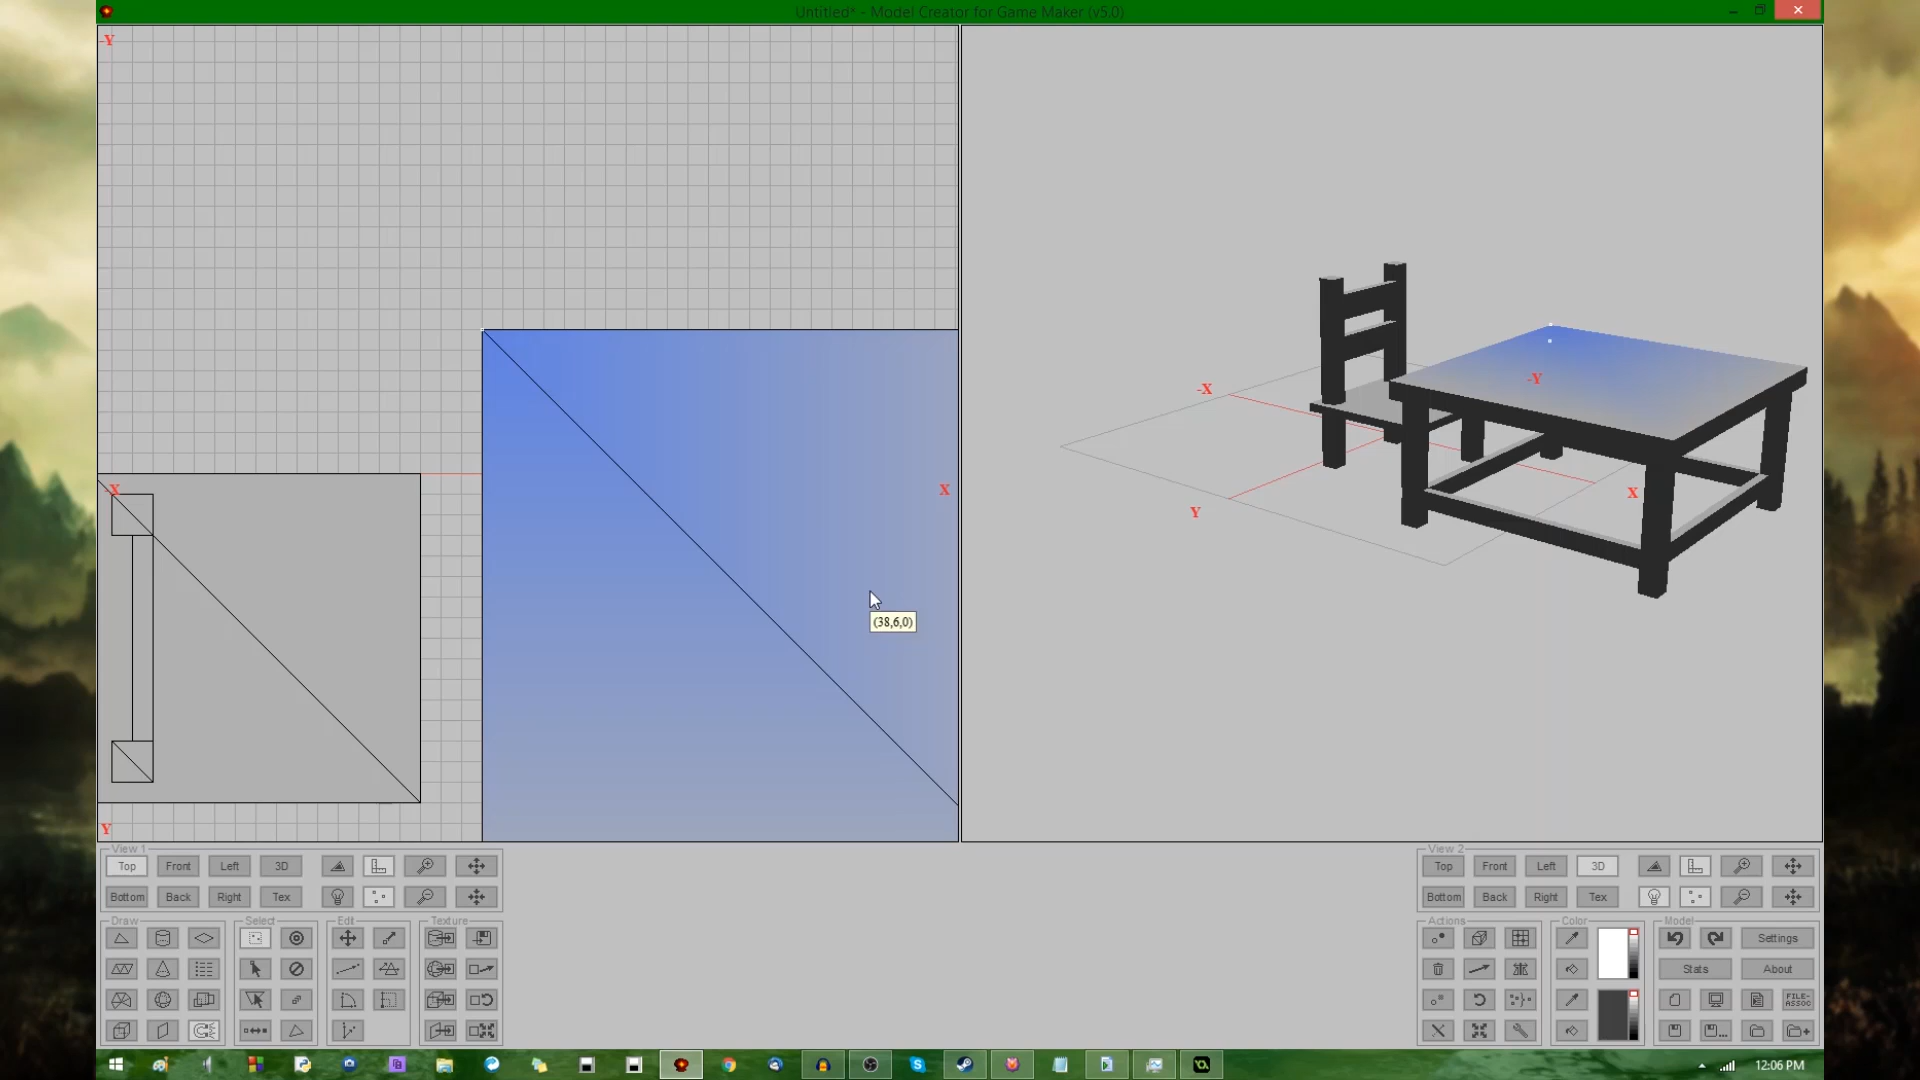 Untitled* - Model Creator for Game Maker (v5.0)
-Y
-X
X
(38,6,0)
Y
-X
-Y
X
Y
View 1
Top Front Left 3D
Bottom Back Right Tex
Draw Select Edit Texture
View 2
Top Front Left 3D
Bottom Back Right Tex
Actions Color Model
Settings
Stats About
FILE-
ASSOC
12:06 PM